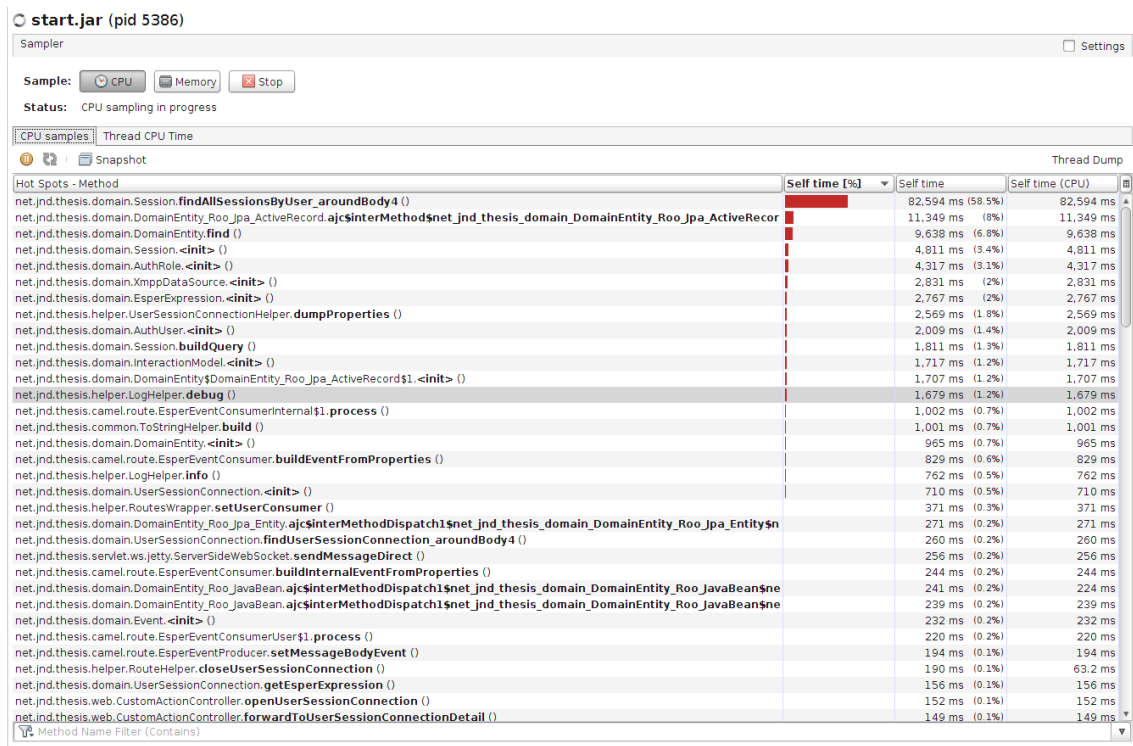 start.jar (pid 5386)
Sampler Settings
Sample: CPU Memory Stop
Status: CPU sampling in progress
CPU samples Thread CPU Time
Snapshot Thread Dump
Hot Spots - Method Self time [%] Self time Self time (CPU)
net.jnd.thesis.domain.Session.findAllSessionsByUser_aroundBody4 () 82,594 ms (58.5%) 82,594 ms
net.jnd.thesis.domain.DomainEntity_Roo_Jpa_ActiveRecord.ajc$interMethod$net_jnd_thesis_domain_DomainEntity_Roo_Jpa_ActiveRecor 11,349 ms (8%) 11,349 ms
net.jnd.thesis.domain.DomainEntity.find () 9,638 ms (6.8%) 9,638 ms
net.jnd.thesis.domain.Session.<init> () 4,811 ms (3.4%) 4,811 ms
net.jnd.thesis.domain.AuthRole.<init> () 4,317 ms (3.1%) 4,317 ms
net.jnd.thesis.domain.XmppDataSource.<init> () 2,831 ms (2%) 2,831 ms
net.jnd.thesis.domain.EsperExpression.<init> () 2,767 ms (2%) 2,767 ms
net.jnd.thesis.helper.UserSessionConnectionHelper.dumpProperties () 2,569 ms (1.8%) 2,569 ms
net.jnd.thesis.domain.AuthUser.<init> () 2,009 ms (1.4%) 2,009 ms
net.jnd.thesis.domain.Session.buildQuery () 1,811 ms (1.3%) 1,811 ms
net.jnd.thesis.domain.InteractionModel.<init> () 1,717 ms (1.2%) 1,717 ms
net.jnd.thesis.domain.DomainEntity$DomainEntity_Roo_Jpa_ActiveRecord$1.<init> () 1,707 ms (1.2%) 1,707 ms
net.jnd.thesis.helper.LogHelper.debug () 1,679 ms (1.2%) 1,679 ms
net.jnd.thesis.camel.route.EsperEventConsumerInternal$1.process () 1,002 ms (0.7%) 1,002 ms
net.jnd.thesis.common.ToStringHelper.build () 1,001 ms (0.7%) 1,001 ms
net.jnd.thesis.domain.DomainEntity.<init> () 965 ms (0.7%) 965 ms
net.jnd.thesis.camel.route.EsperEventConsumer.buildEventFromProperties () 829 ms (0.6%) 829 ms
net.jnd.thesis.helper.LogHelper.info () 762 ms (0.5%) 762 ms
net.jnd.thesis.domain.UserSessionConnection.<init> () 710 ms (0.5%) 710 ms
net.jnd.thesis.helper.RoutesWrapper.setUserConsumer () 371 ms (0.3%) 371 ms
net.jnd.thesis.domain.DomainEntity_Roo_Jpa_Entity.ajc$interMethodDispatch1$net_jnd_thesis_domain_DomainEntity_Roo_Jpa_Entity$n 271 ms (0.2%) 271 ms
net.jnd.thesis.domain.UserSessionConnection.findUserSessionConnection_aroundBody4 () 260 ms (0.2%) 260 ms
net.jnd.thesis.servlet.ws.jetty.ServerSideWebSocket.sendMessageDirect () 256 ms (0.2%) 256 ms
net.jnd.thesis.camel.route.EsperEventConsumer.buildInternalEventFromProperties () 244 ms (0.2%) 244 ms
net.jnd.thesis.domain.DomainEntity_Roo_JavaBean.ajc$interMethodDispatch1$net_jnd_thesis_domain_DomainEntity_Roo_JavaBean$ne 241 ms (0.2%) 224 ms
net.jnd.thesis.domain.DomainEntity_Roo_JavaBean.ajc$interMethodDispatch1$net_jnd_thesis_domain_DomainEntity_Roo_JavaBean$ne 239 ms (0.2%) 239 ms
net.jnd.thesis.domain.Event.<init> () 232 ms (0.2%) 232 ms
net.jnd.thesis.camel.route.EsperEventConsumerUser$1.process () 220 ms (0.2%) 220 ms
net.jnd.thesis.camel.route.EsperEventProducer.setMessageBodyEvent () 194 ms (0.1%) 194 ms
net.jnd.thesis.helper.RouteHelper.closeUserSessionConnection () 190 ms (0.1%) 63.2 ms
net.jnd.thesis.domain.UserSessionConnection.getEsperExpression () 156 ms (0.1%) 156 ms
net.jnd.thesis.web.CustomActionController.openUserSessionConnection () 152 ms (0.1%) 152 ms
net.jnd.thesis.web.CustomActionController.forwardToUserSessionConnectionDetail () 149 ms (0.1%) 149 ms
Method Name Filter (Contains)